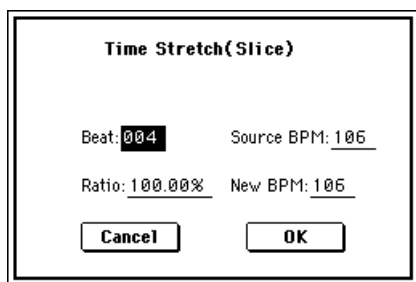 Time Stretch(Slice)
Beat: 004 Source BPM: 106
Ratio: 100.00% New BPM: 106
Cancel OK